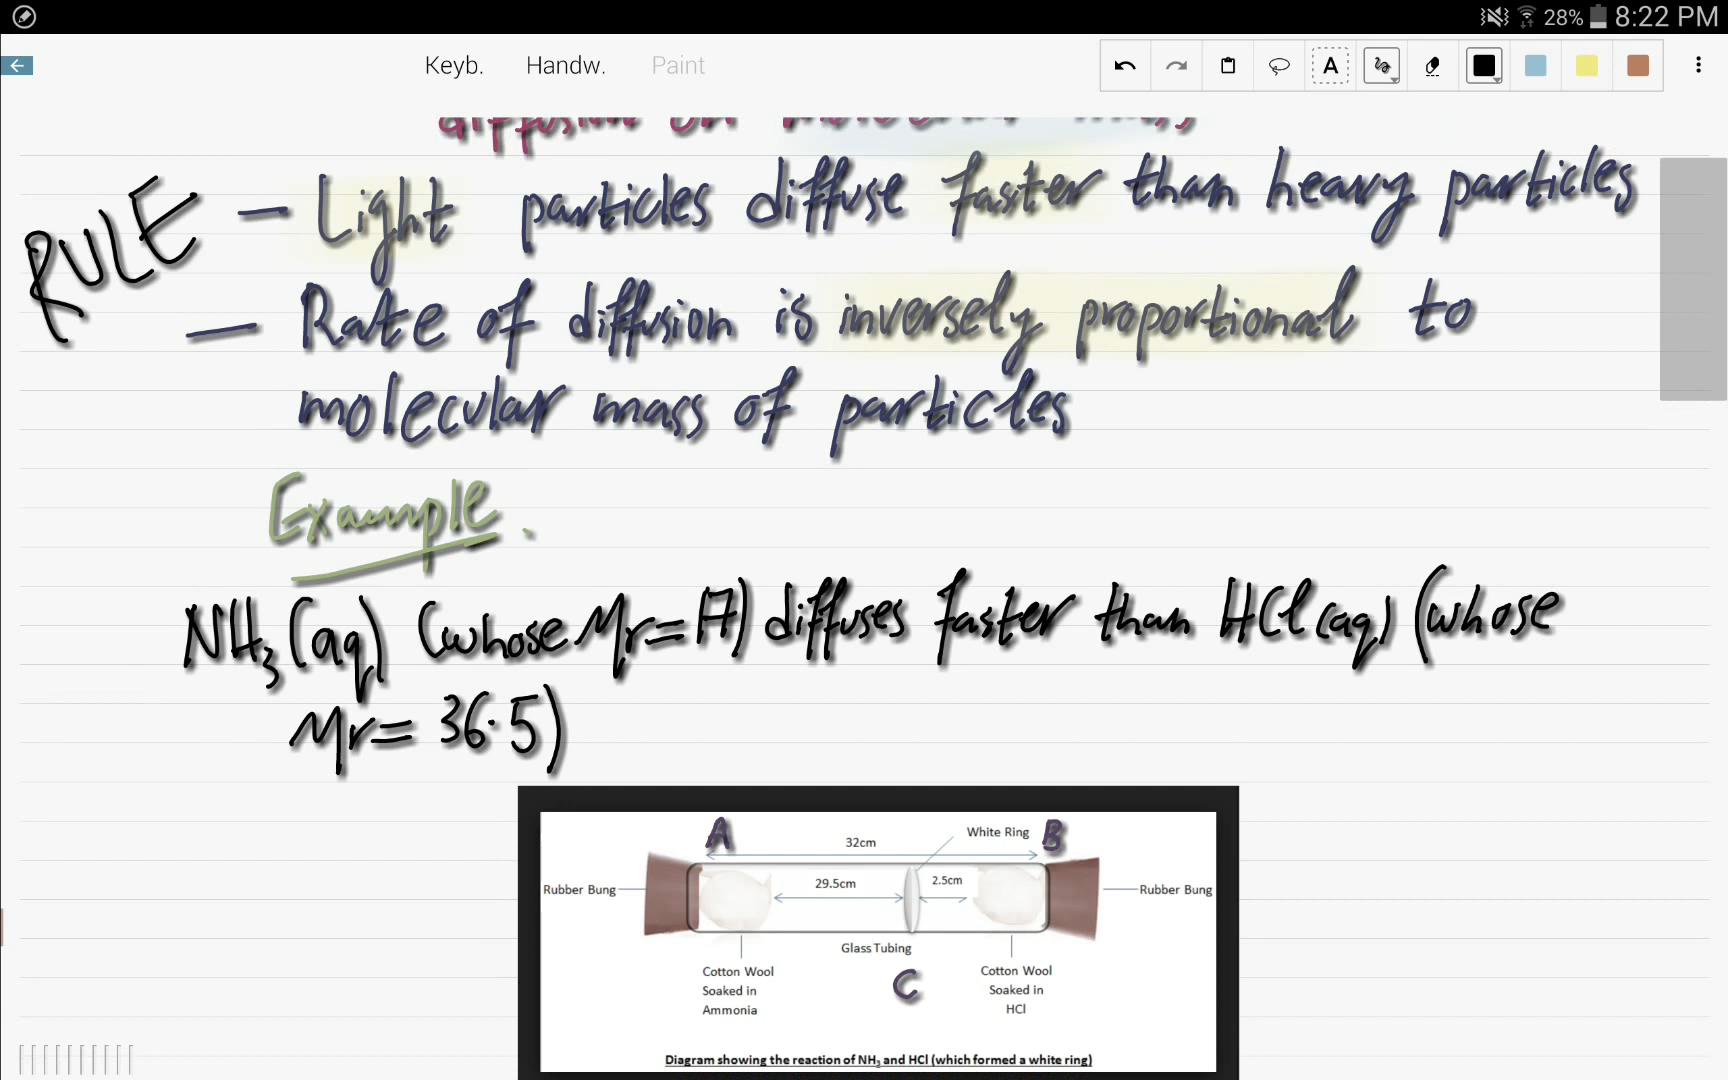 28% 8:22 PM
Keyb. Handw. Paint A
diffusion on molecular mass
RULE - Light particles diffuse faster than heavy particles
- Rate of diffusion is inversely proportional to
molecular mass of particles
Example.
NH₃(aq) (whose Mr=17) diffuses faster than HCl(aq) (whose
Mr= 36.5)
A 32cm White Ring B
Rubber Bung 29.5cm 2.5cm Rubber Bung
Glass Tubing
Cotton Wool
Soaked in
Ammonia
C
Cotton Wool
Soaked in
HCl
Diagram showing the reaction of NH₃ and HCl (which formed a white ring)